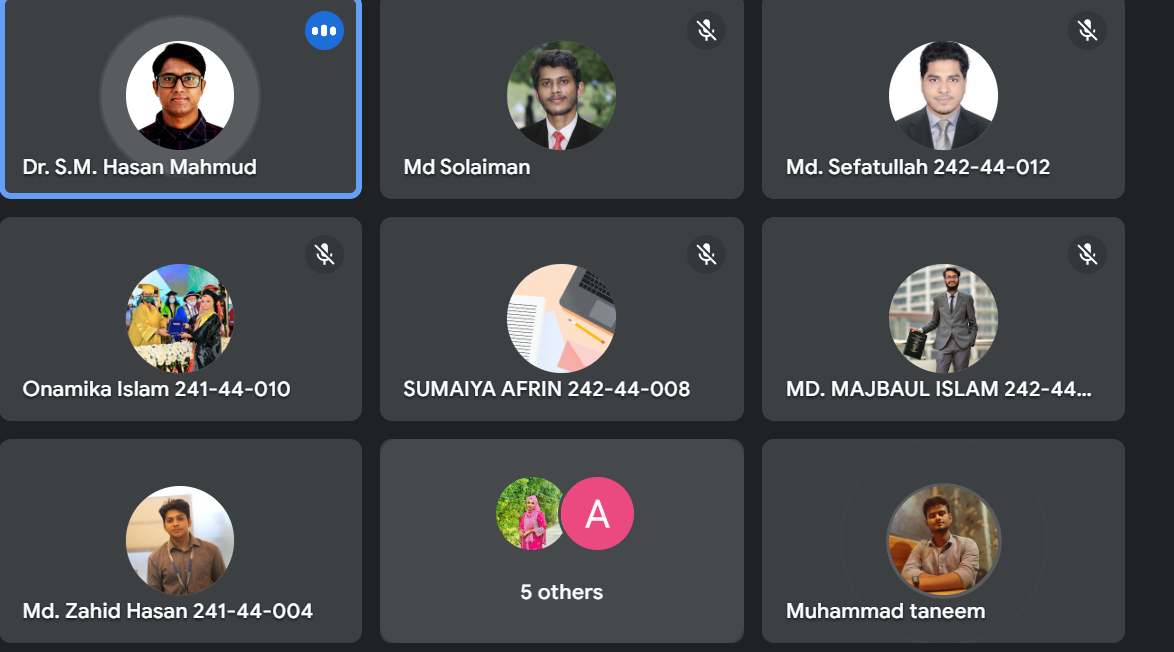 Dr. S.M. Hasan Mahmud
Md Solaiman
Md. Sefatullah 242-44-012
Onamika Islam 241-44-010
SUMAIYA AFRIN 242-44-008
MD. MAJBAUL ISLAM 242-44...
Md. Zahid Hasan 241-44-004
A
5 others
Muhammad taneem